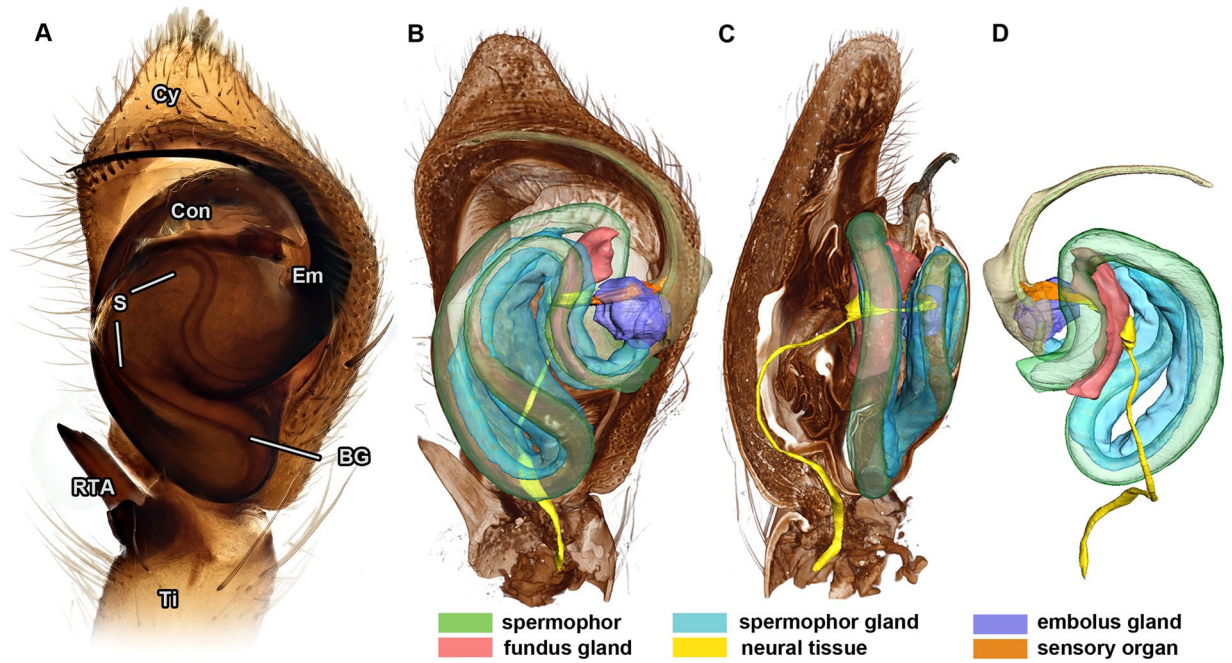 A
B
C
D
Cy
Con
Em
S
BG
RTA
Ti
spermophor
spermophor gland
embolus gland
fundus gland
neural tissue
sensory organ